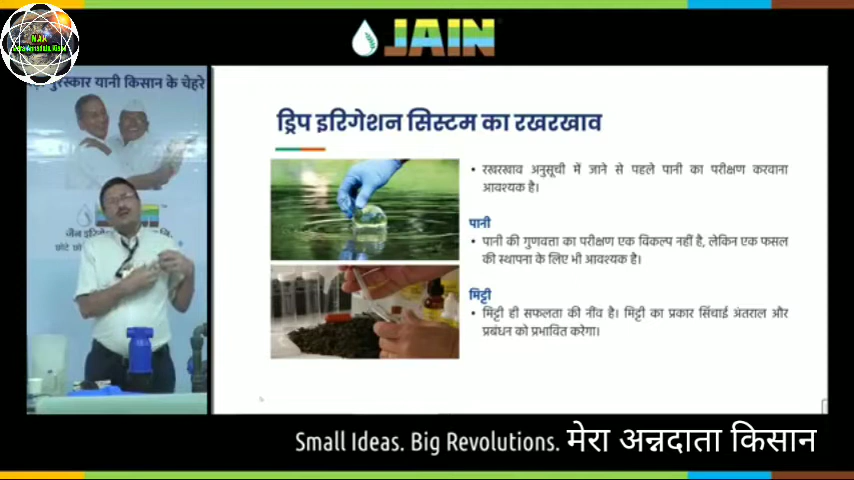 JAIN
पुरस्कार यानी किसान के चेहरे
ड्रिप इरिगेशन सिस्टम का रखरखाव
• रखरखाव अनुसूची में जाने से पहले पानी का परीक्षण करवाना
आवश्यक है।
पानी
• पानी की गुणवत्ता का परीक्षण एक विकल्प नहीं है, लेकिन एक फसल
की स्थापना के लिए भी आवश्यक है।
मिट्टी
• मिट्टी ही सफलता की नींव है। मिट्टी का प्रकार सिंचाई अंतराल और
प्रबंधन को प्रभावित करेगा।
Small Ideas. Big Revolutions. मेरा अन्नदाता किसान